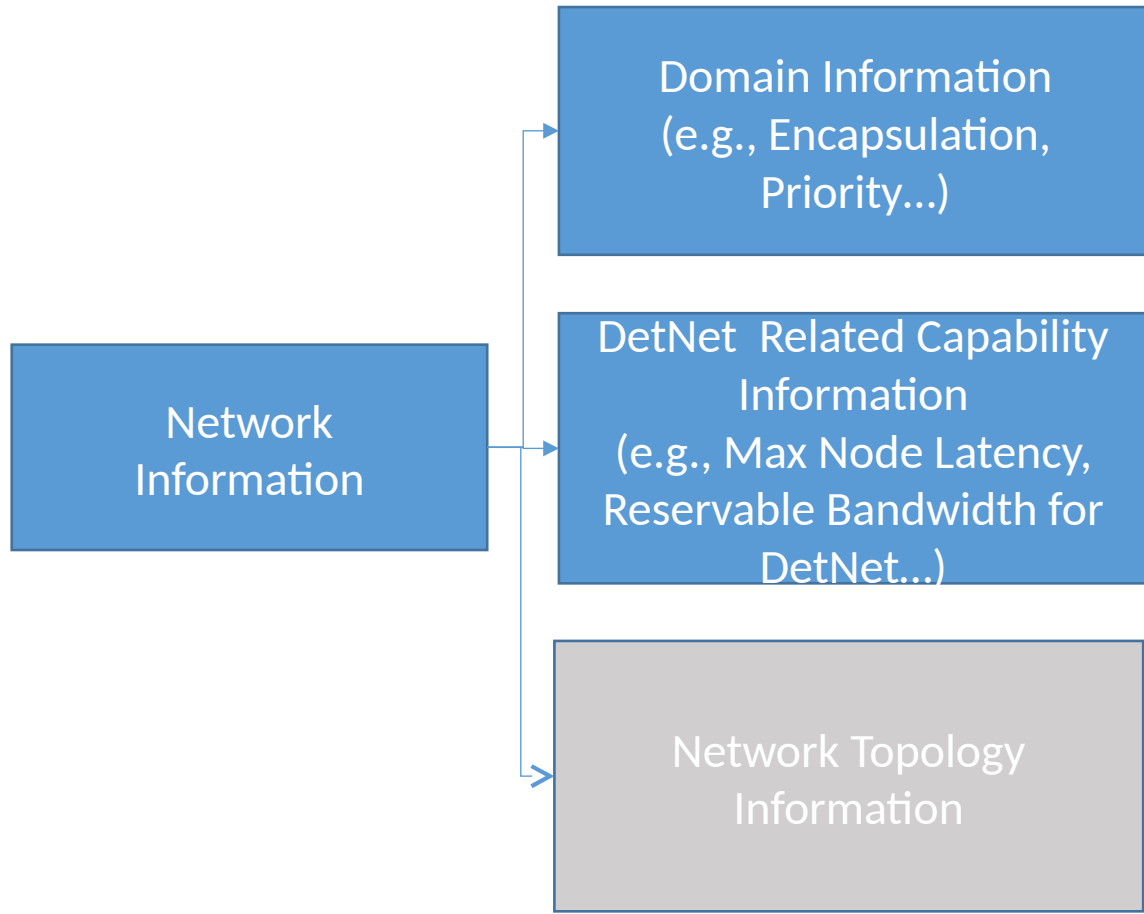 Domain Information
(e.g., Encapsulation,
Priority…)
DetNet  Related Capability
Information
(e.g., Max Node Latency,
Reservable Bandwidth for
DetNet…)
Network
Information
Network Topology
Information